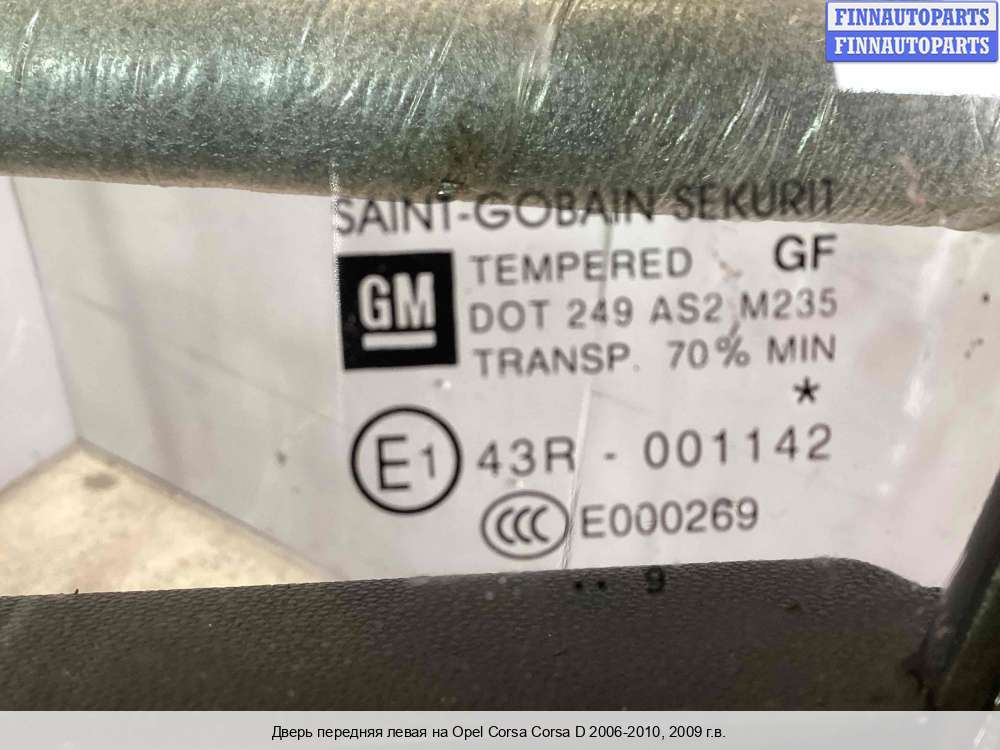 FINNAUTOPARTS
FINNAUTOPARTS
SAINT-GOBAIN SEKURIT
GM TEMPERED GF
DOT 249 AS2 M235
TRANSP. 70% MIN
*
E1 43R - 001142
CCC E000269
.. 9
Дверь передняя левая на Opel Corsa Corsa D 2006-2010, 2009 г.в.